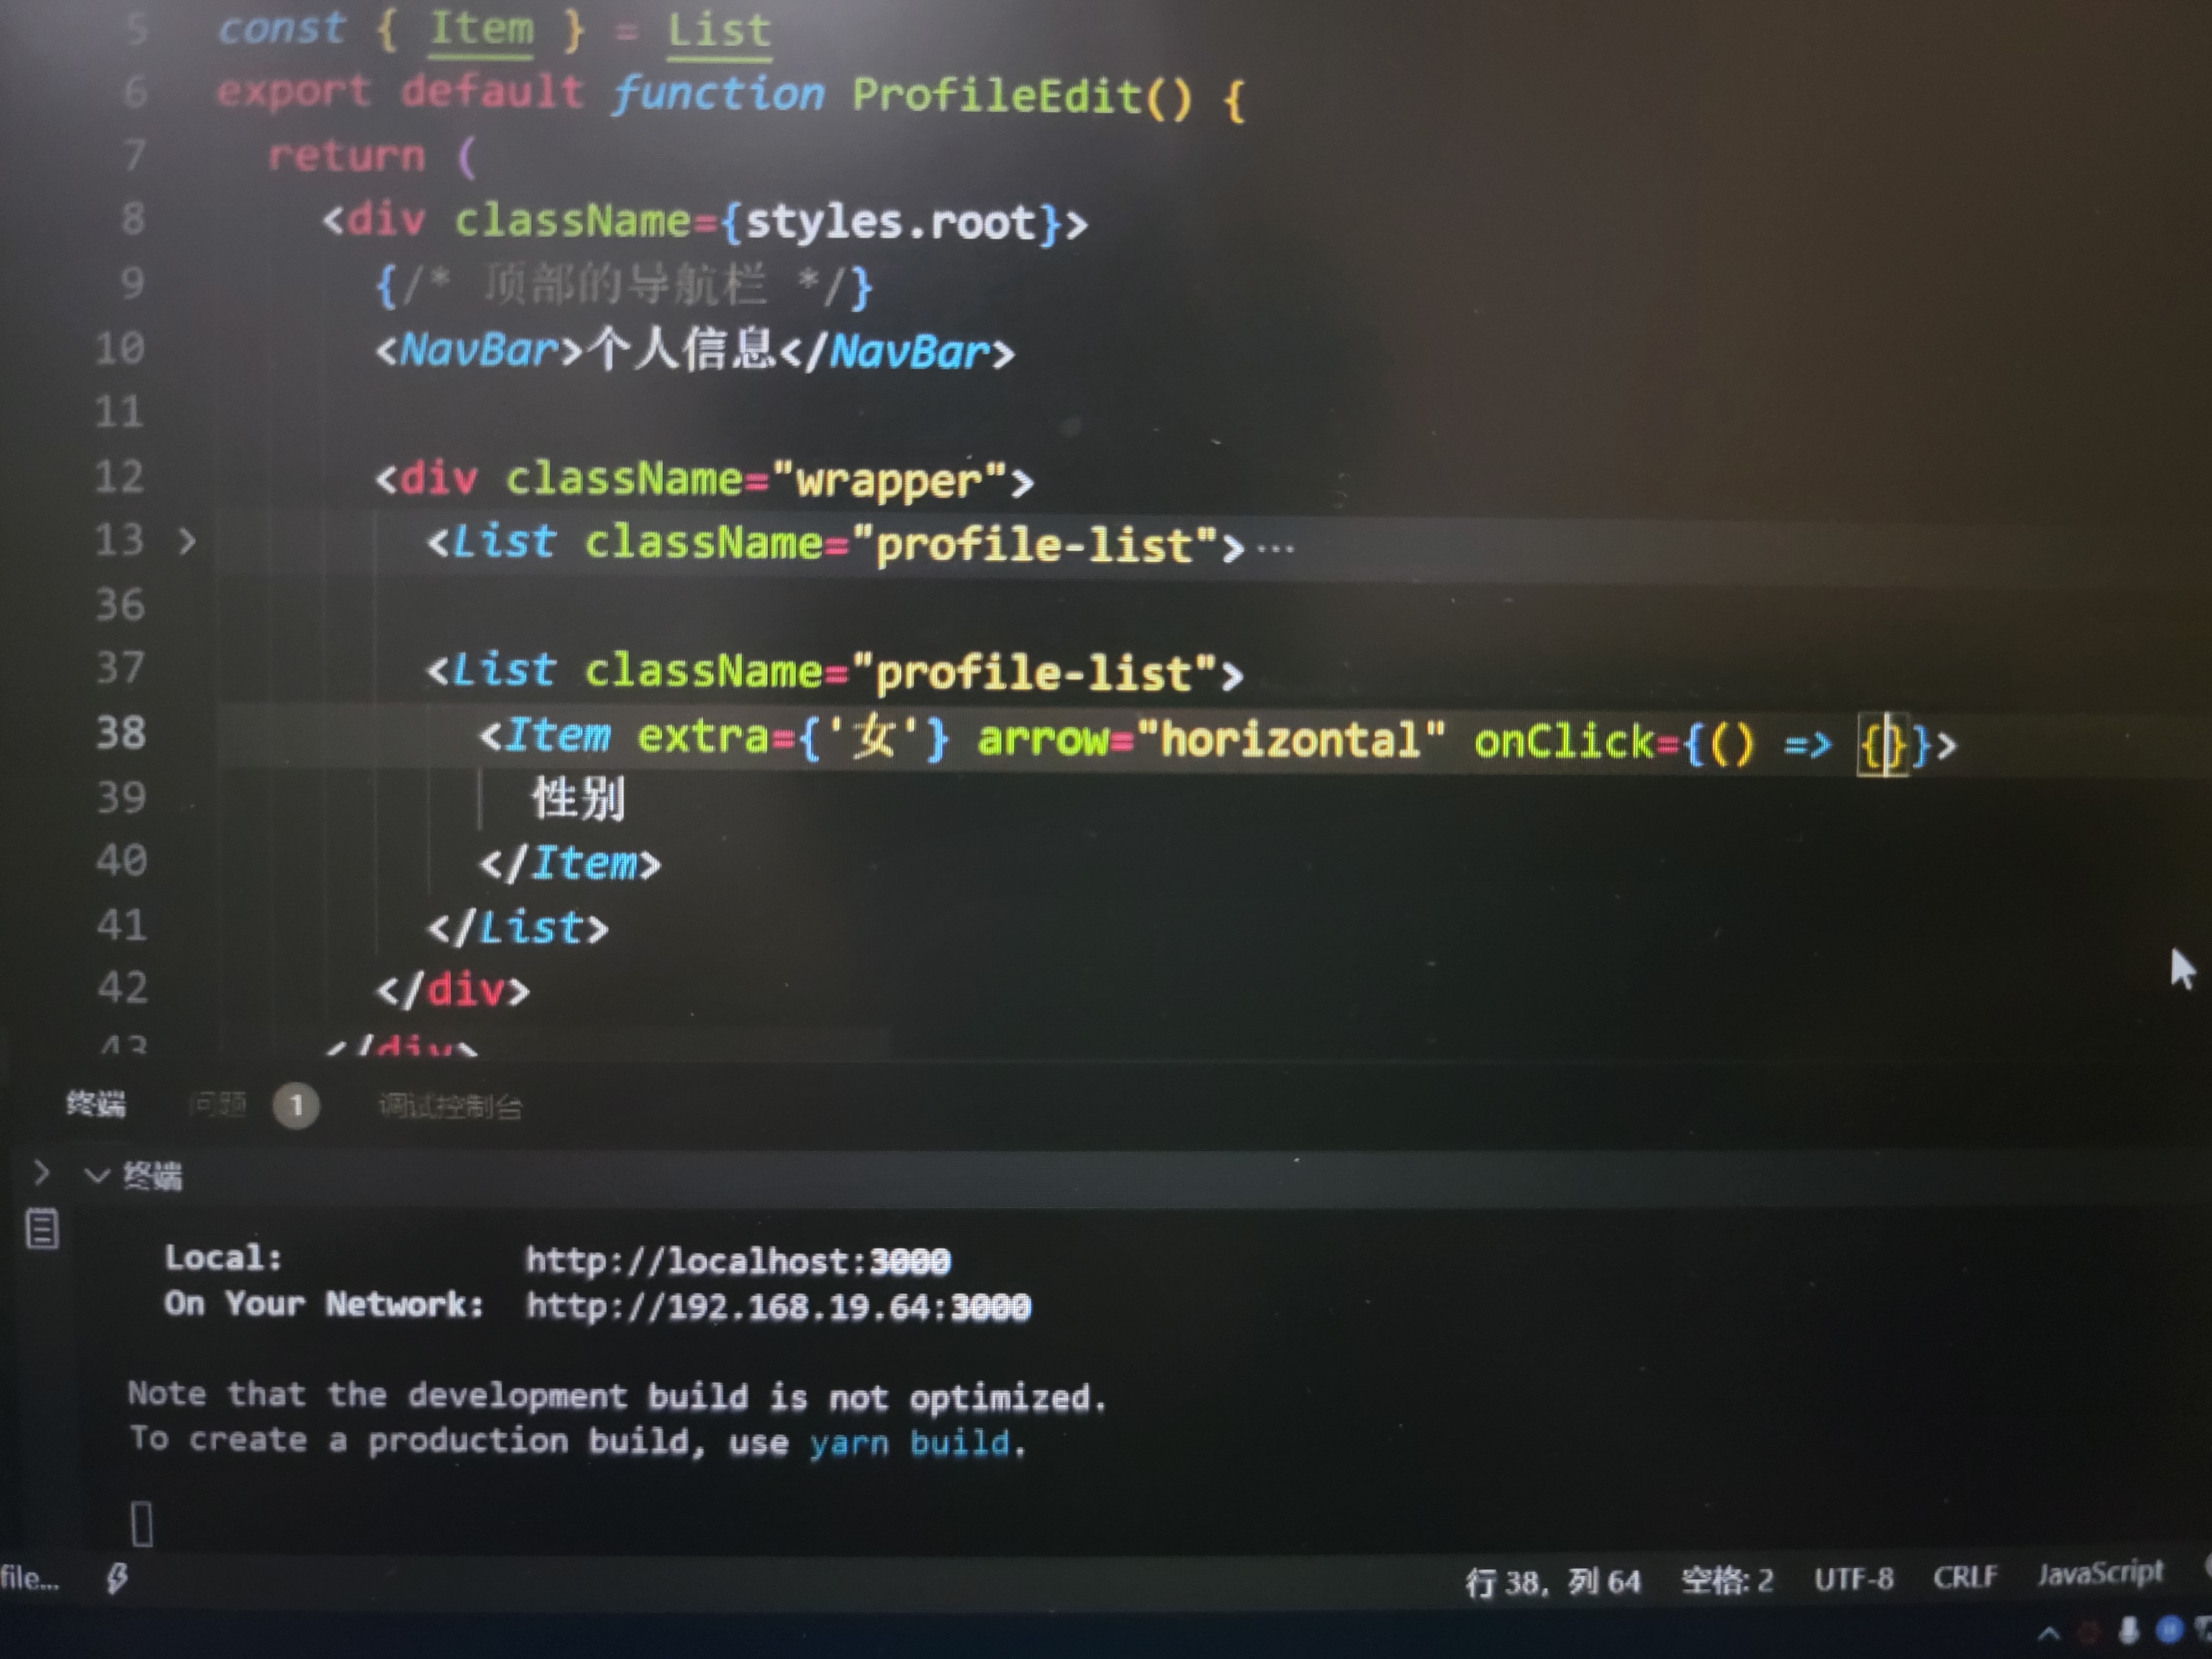 5 const { Item } = List
6 export default function ProfileEdit() {
7 return (
8 <div className={styles.root}>
9 {/* 顶部的导航栏 */}
10 <NavBar>个人信息</NavBar>
11
12 <div className="wrapper">
13 <List className="profile-list">...
36
37 <List className="profile-list">
38 <Item extra={'女'} arrow="horizontal" onClick={() => {}}>
39 性别
40 </Item>
41 </List>
42 </div>
43 </div>
终端 问题 1 调试控制台
终端
Local: http://localhost:3000
On Your Network: http://192.168.19.64:3000
Note that the development build is not optimized.
To create a production build, use yarn build.
file... 行 38, 列 64 空格: 2 UTF-8 CRLF JavaScript